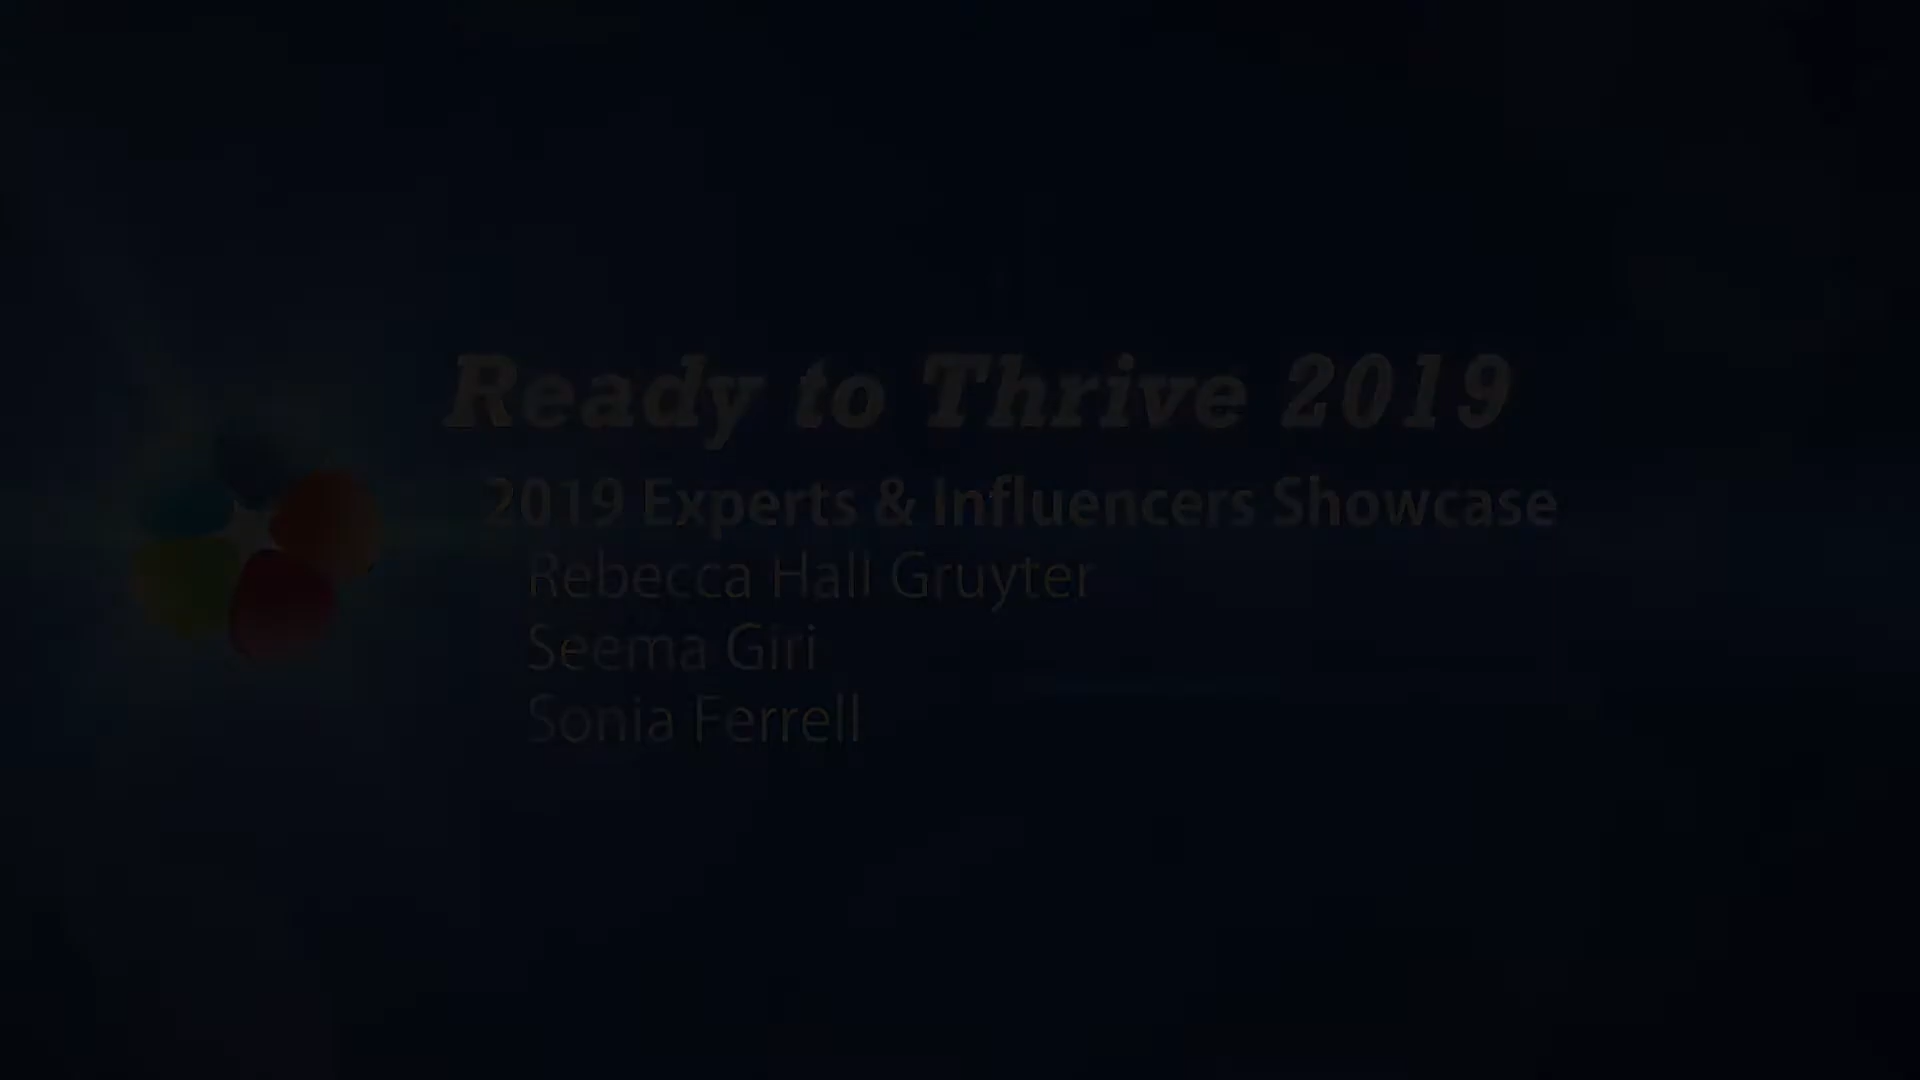 Ready to Thrive 2019
2019 Experts & Influencers Showcase
Rebecca Hall Gruyter
Seema Giri
Sonia Ferrell